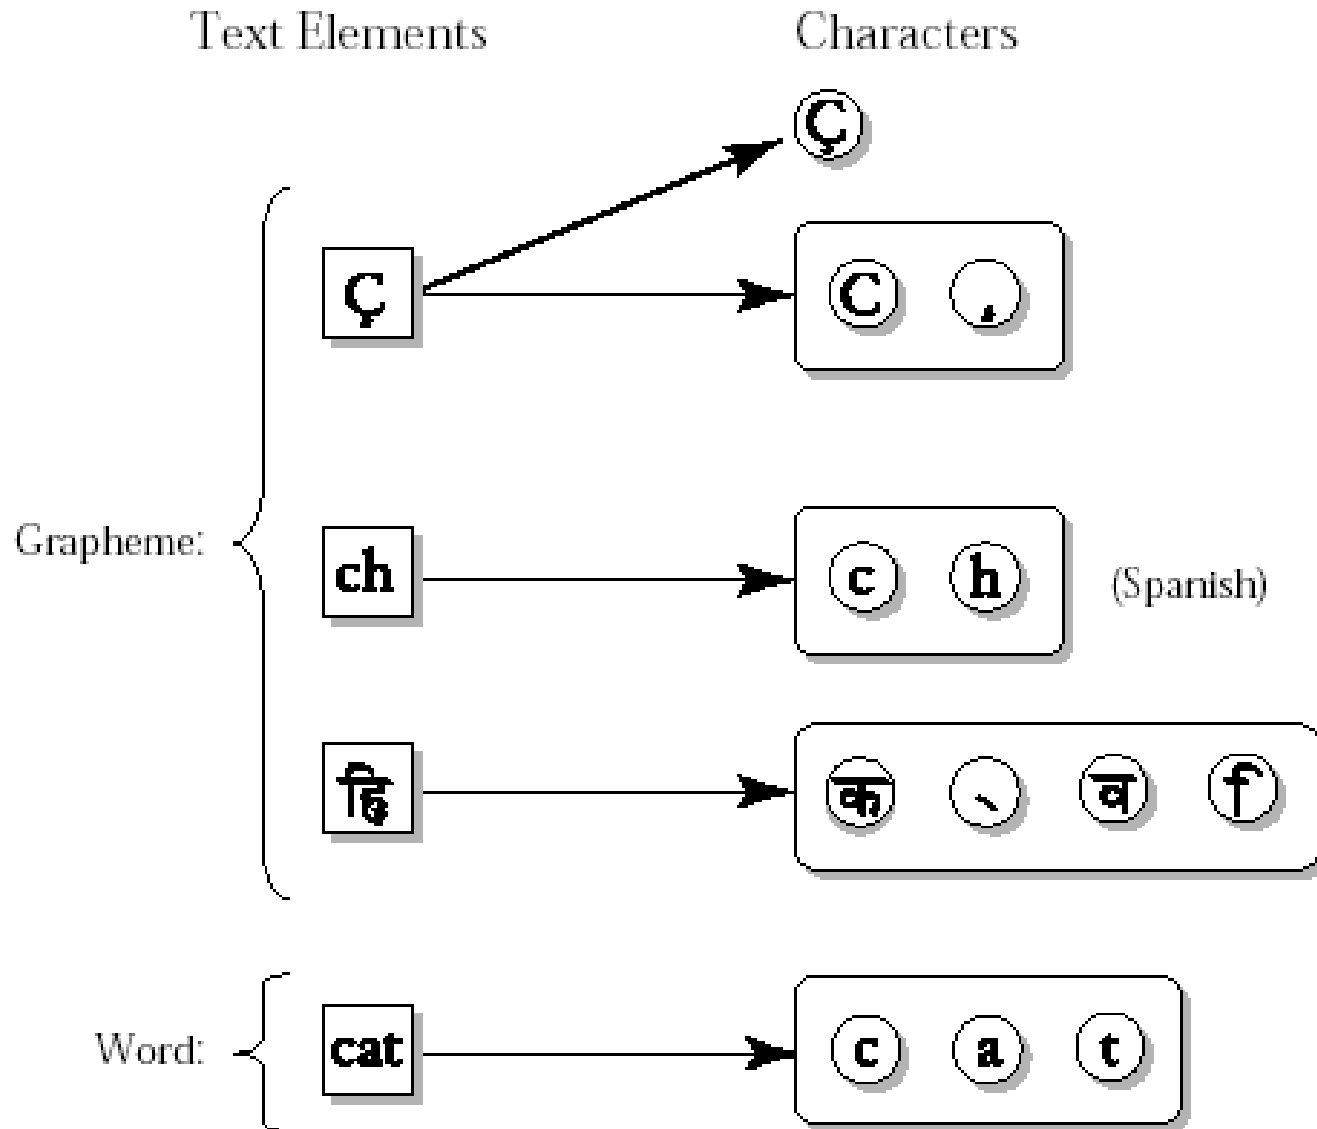 Text Elements Characters
Ç
Ç C ̧
Grapheme: ch c h (Spanish)
क ् व ि
Word: cat c a t